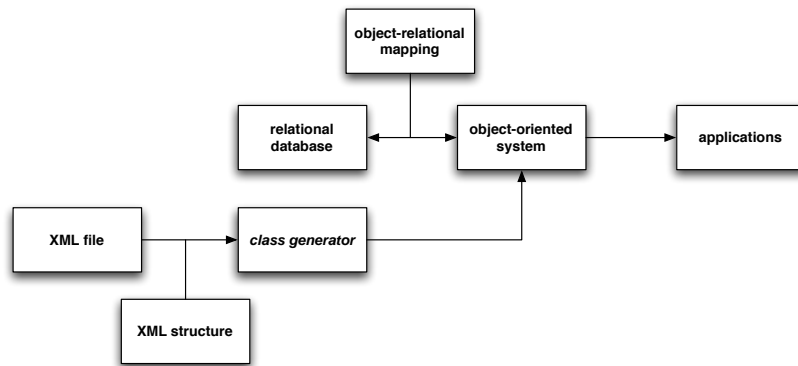 object-relational
mapping
relational
database
object-oriented
system
applications
XML file
class generator
XML structure